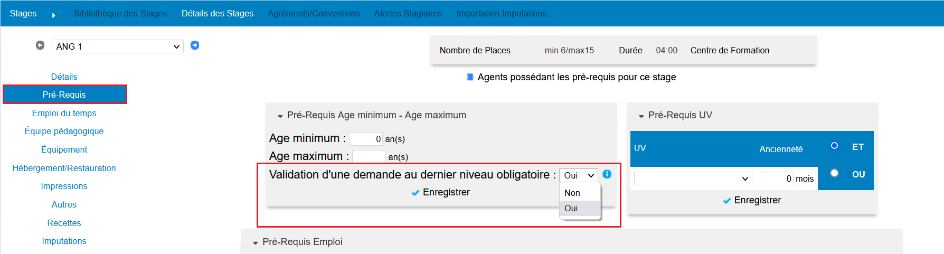 Stages Bibliothèque des Stages Détails des Stages Agréments/Conventions Alertes Stagiaires Importation Imputations
ANG 1
Nombre de Places min 6/max15 Durée 04:00 Centre de Formation
Agents possédant les pré-requis pour ce stage
Détails
Pré-Requis
Emploi du temps
Équipe pédagogique
Équipement
Hébergement/Restauration
Impressions
Autres
Recettes
Imputations
Pré-Requis Age minimum - Age maximum
Age minimum : 0 an(s)
Age maximum : an(s)
Validation d'une demande au dernier niveau obligatoire : Oui
Non
Oui
Enregistrer
Pré-Requis UV
UV Ancienneté ET
0 mois OU
Enregistrer
Pré-Requis Emploi